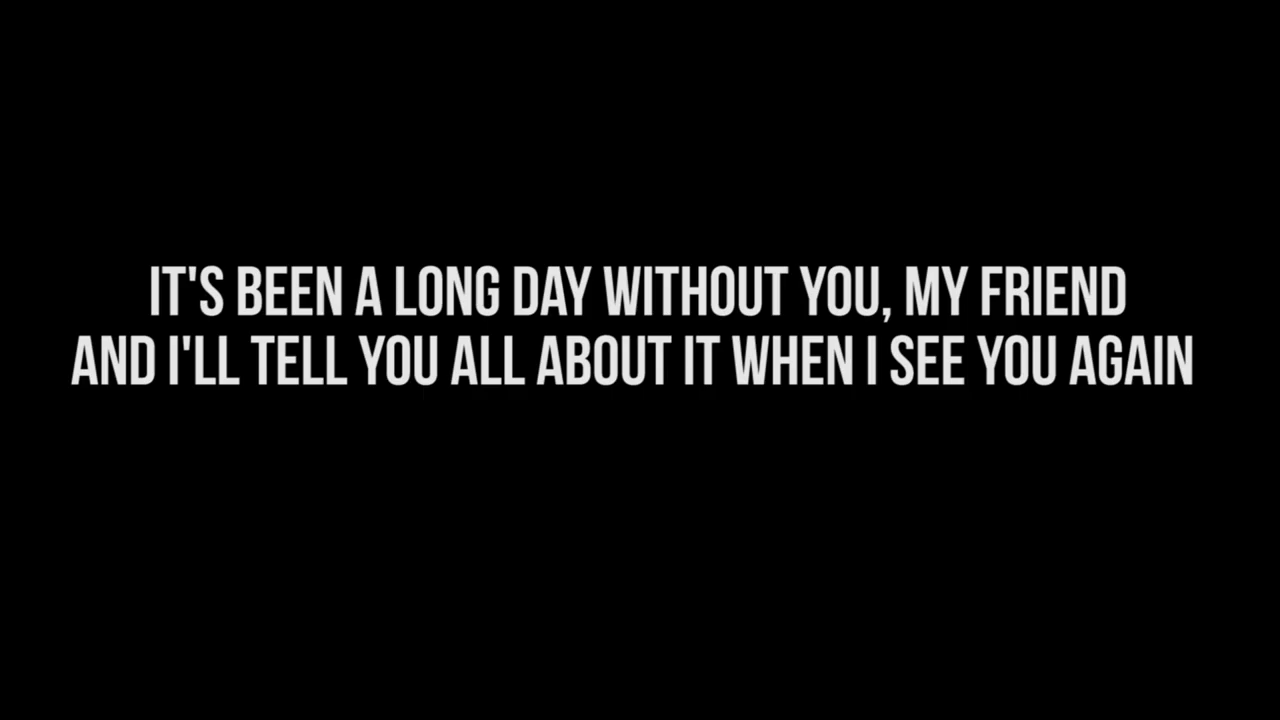 IT'S BEEN A LONG DAY WITHOUT YOU, MY FRIEND
AND I'LL TELL YOU ALL ABOUT IT WHEN I SEE YOU AGAIN